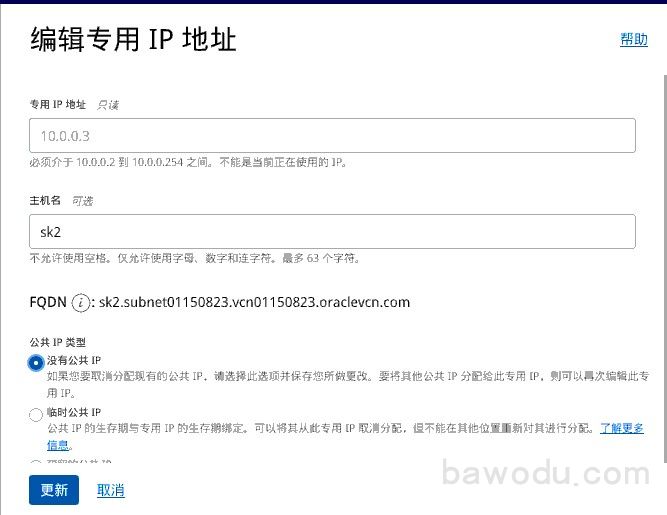 编辑专用 IP 地址
帮助
专用 IP 地址 只读
10.0.0.3
必须介于 10.0.0.2 到 10.0.0.254 之间。不能是当前正在使用的 IP。
主机名 可选
sk2
不允许使用空格。仅允许使用字母、数字和连字符。最多 63 个字符。
FQDN i: sk2.subnet01150823.vcn01150823.oraclevcn.com
公共 IP 类型
没有公共 IP
如果您要取消分配现有的公共 IP，请选择此选项并保存您所做更改。要将其他公共 IP 分配给此专用 IP，则可以再次编辑此专
用 IP。
临时公共 IP
公共 IP 的生存期与专用 IP 的生存期绑定。可以将其从此专用 IP 取消分配，但不能在其他位置重新对其进行分配。了解更多
信息。
更新
取消
bawodu.com